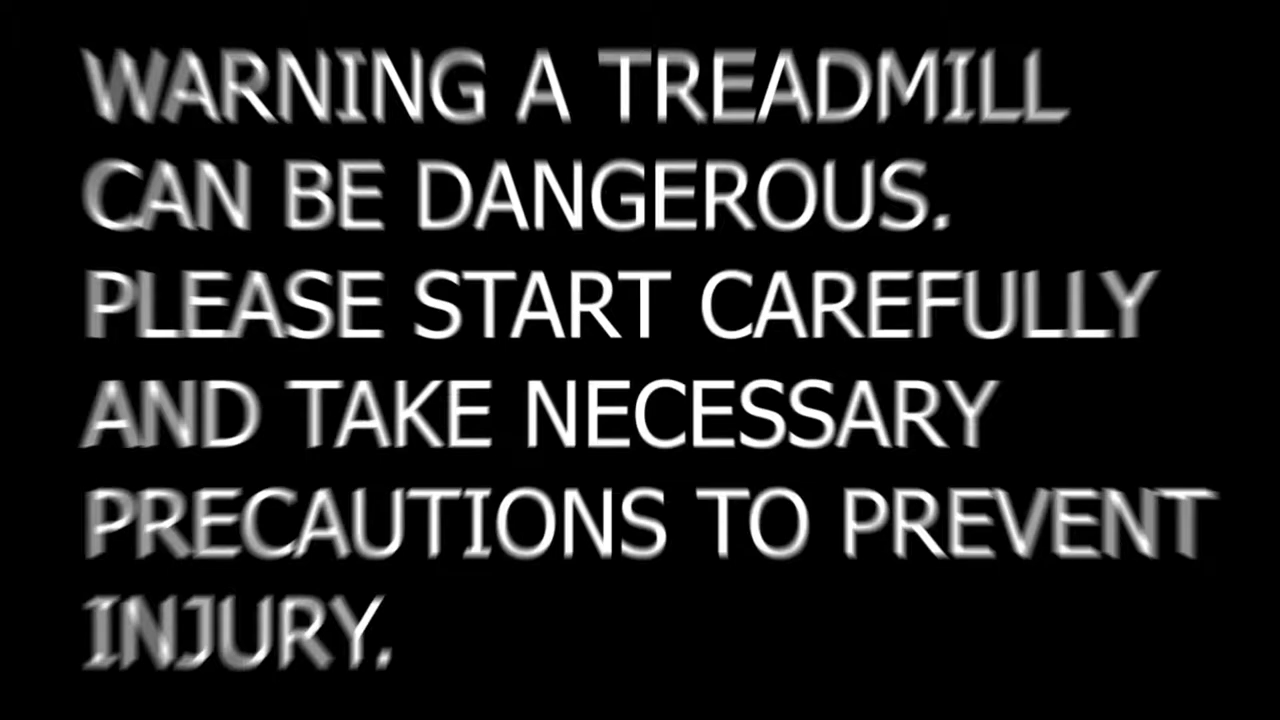 WARNING A TREADMILL
CAN BE DANGEROUS.
PLEASE START CAREFULLY
AND TAKE NECESSARY
PRECAUTIONS TO PREVENT
INJURY.